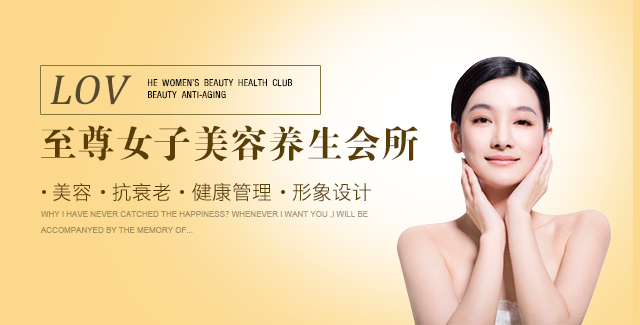 LOV
HE WOMEN'S BEAUTY HEALTH CLUB
BEAUTY ANTI-AGING
至尊女子美容养生会所
·美容·抗衰老·健康管理·形象设计
WHY I HAVE NEVER CATCHED THE HAPPINESS? WHENEVER I WANT YOU ,I WILL BE
ACCOMPANYED BY THE MEMORY OF...